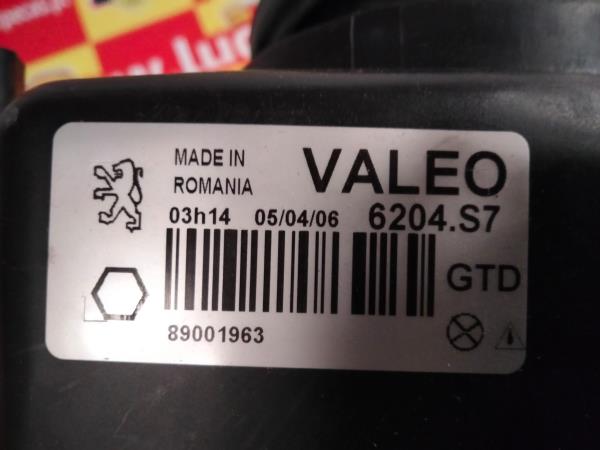 MADE IN
ROMANIA
VALEO
03h14 05/04/06 6204.S7
GTD
89001963